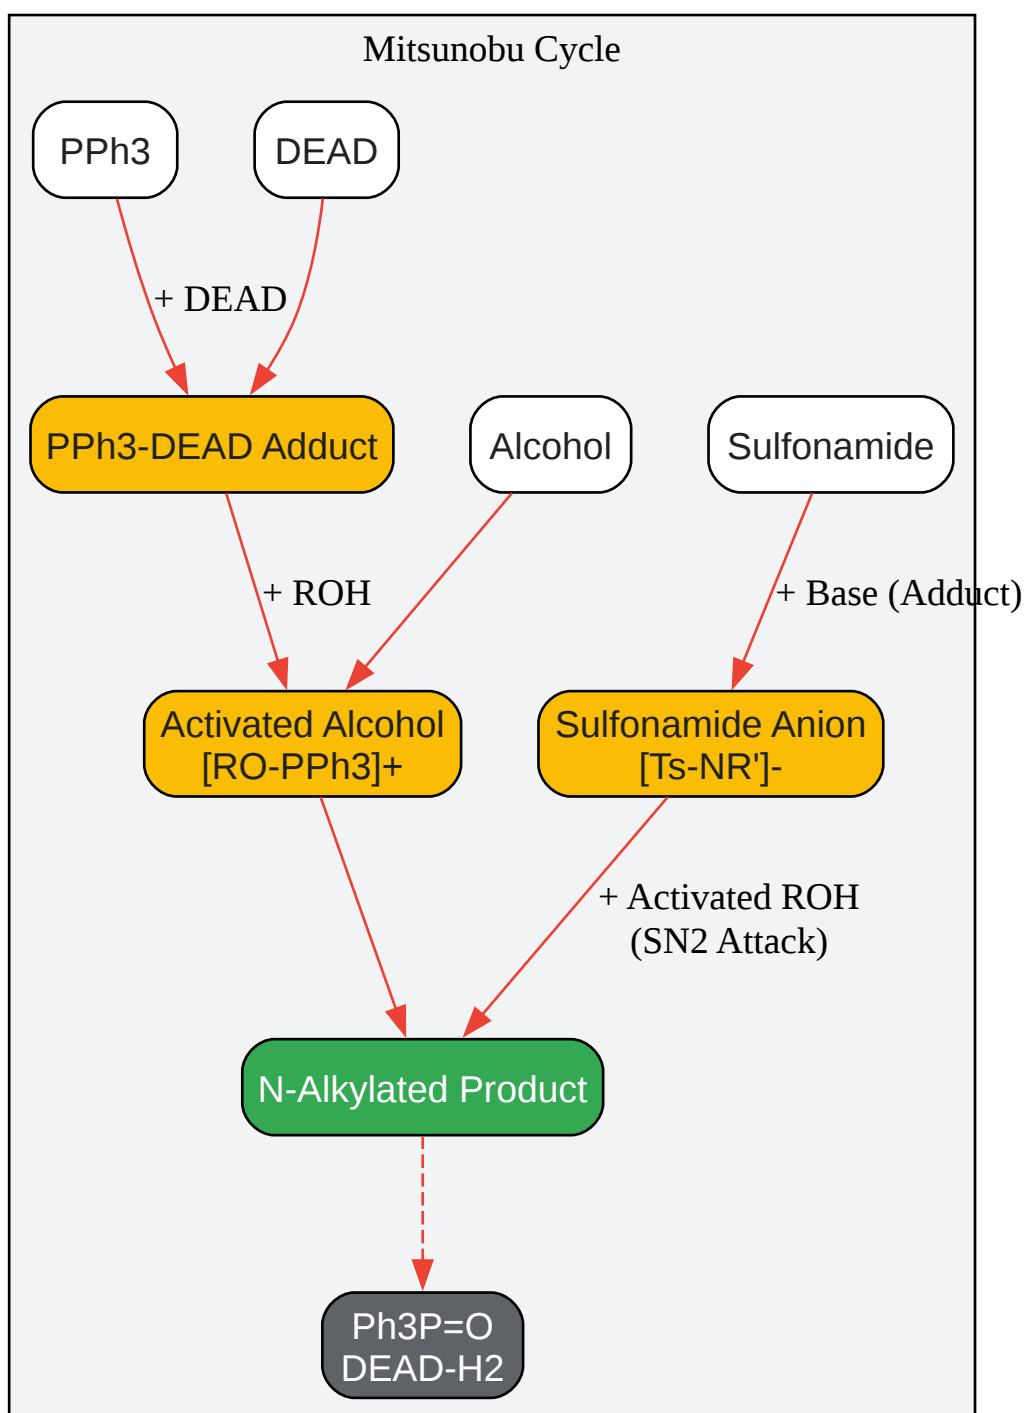 Mitsunobu Cycle
PPh3
DEAD
+ DEAD
PPh3-DEAD Adduct
Alcohol
Sulfonamide
+ ROH
+ Base (Adduct)
Activated Alcohol
[RO-PPh3]+
Sulfonamide Anion
[Ts-NR']-
+ Activated ROH
(SN2 Attack)
N-Alkylated Product
Ph3P=O
DEAD-H2